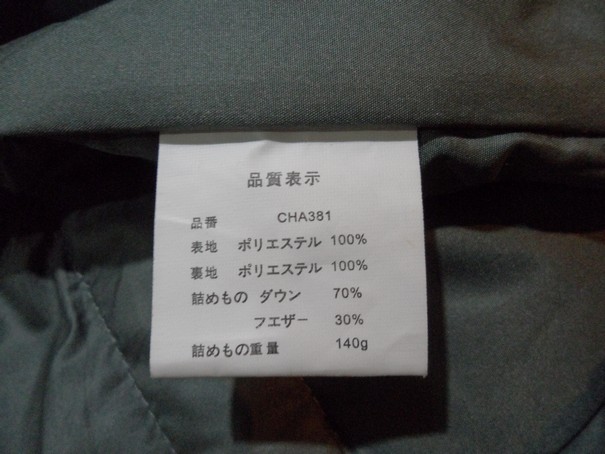 品質表示
品番 CHA381
表地 ポリエステル 100%
裏地 ポリエステル 100%
詰めもの ダウン 70%
フエザー 30%
詰めもの重量 140g